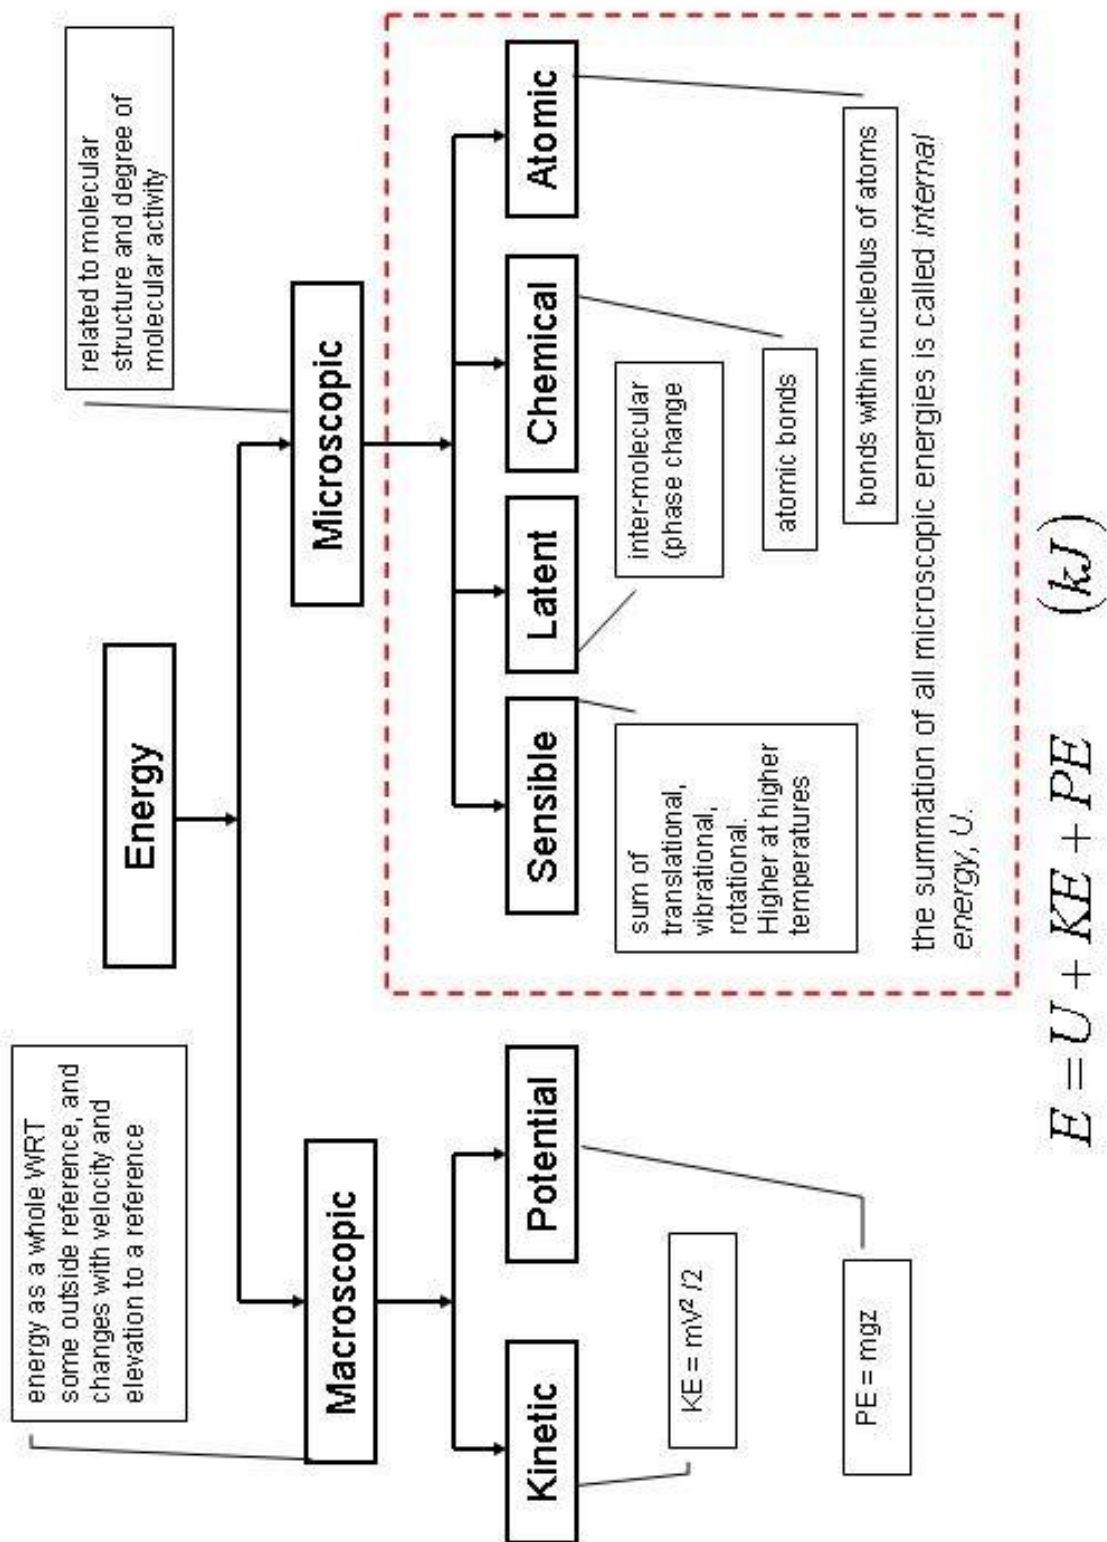 Energy
energy as a whole WRT
some outside reference, and
changes with velocity and
elevation to a reference
related to molecular
structure and degree of
molecular activity
Macroscopic
Microscopic
Kinetic
Potential
Sensible
Latent
Chemical
Atomic
KE = mV² /2
PE = mgz
sum of
translational,
vibrational,
rotational.
Higher at higher
temperatures
inter-molecular
(phase change
atomic bonds
bonds within nucleolus of atoms
the summation of all microscopic energies is called internal
energy, U.
E = U + KE + PE (kJ)